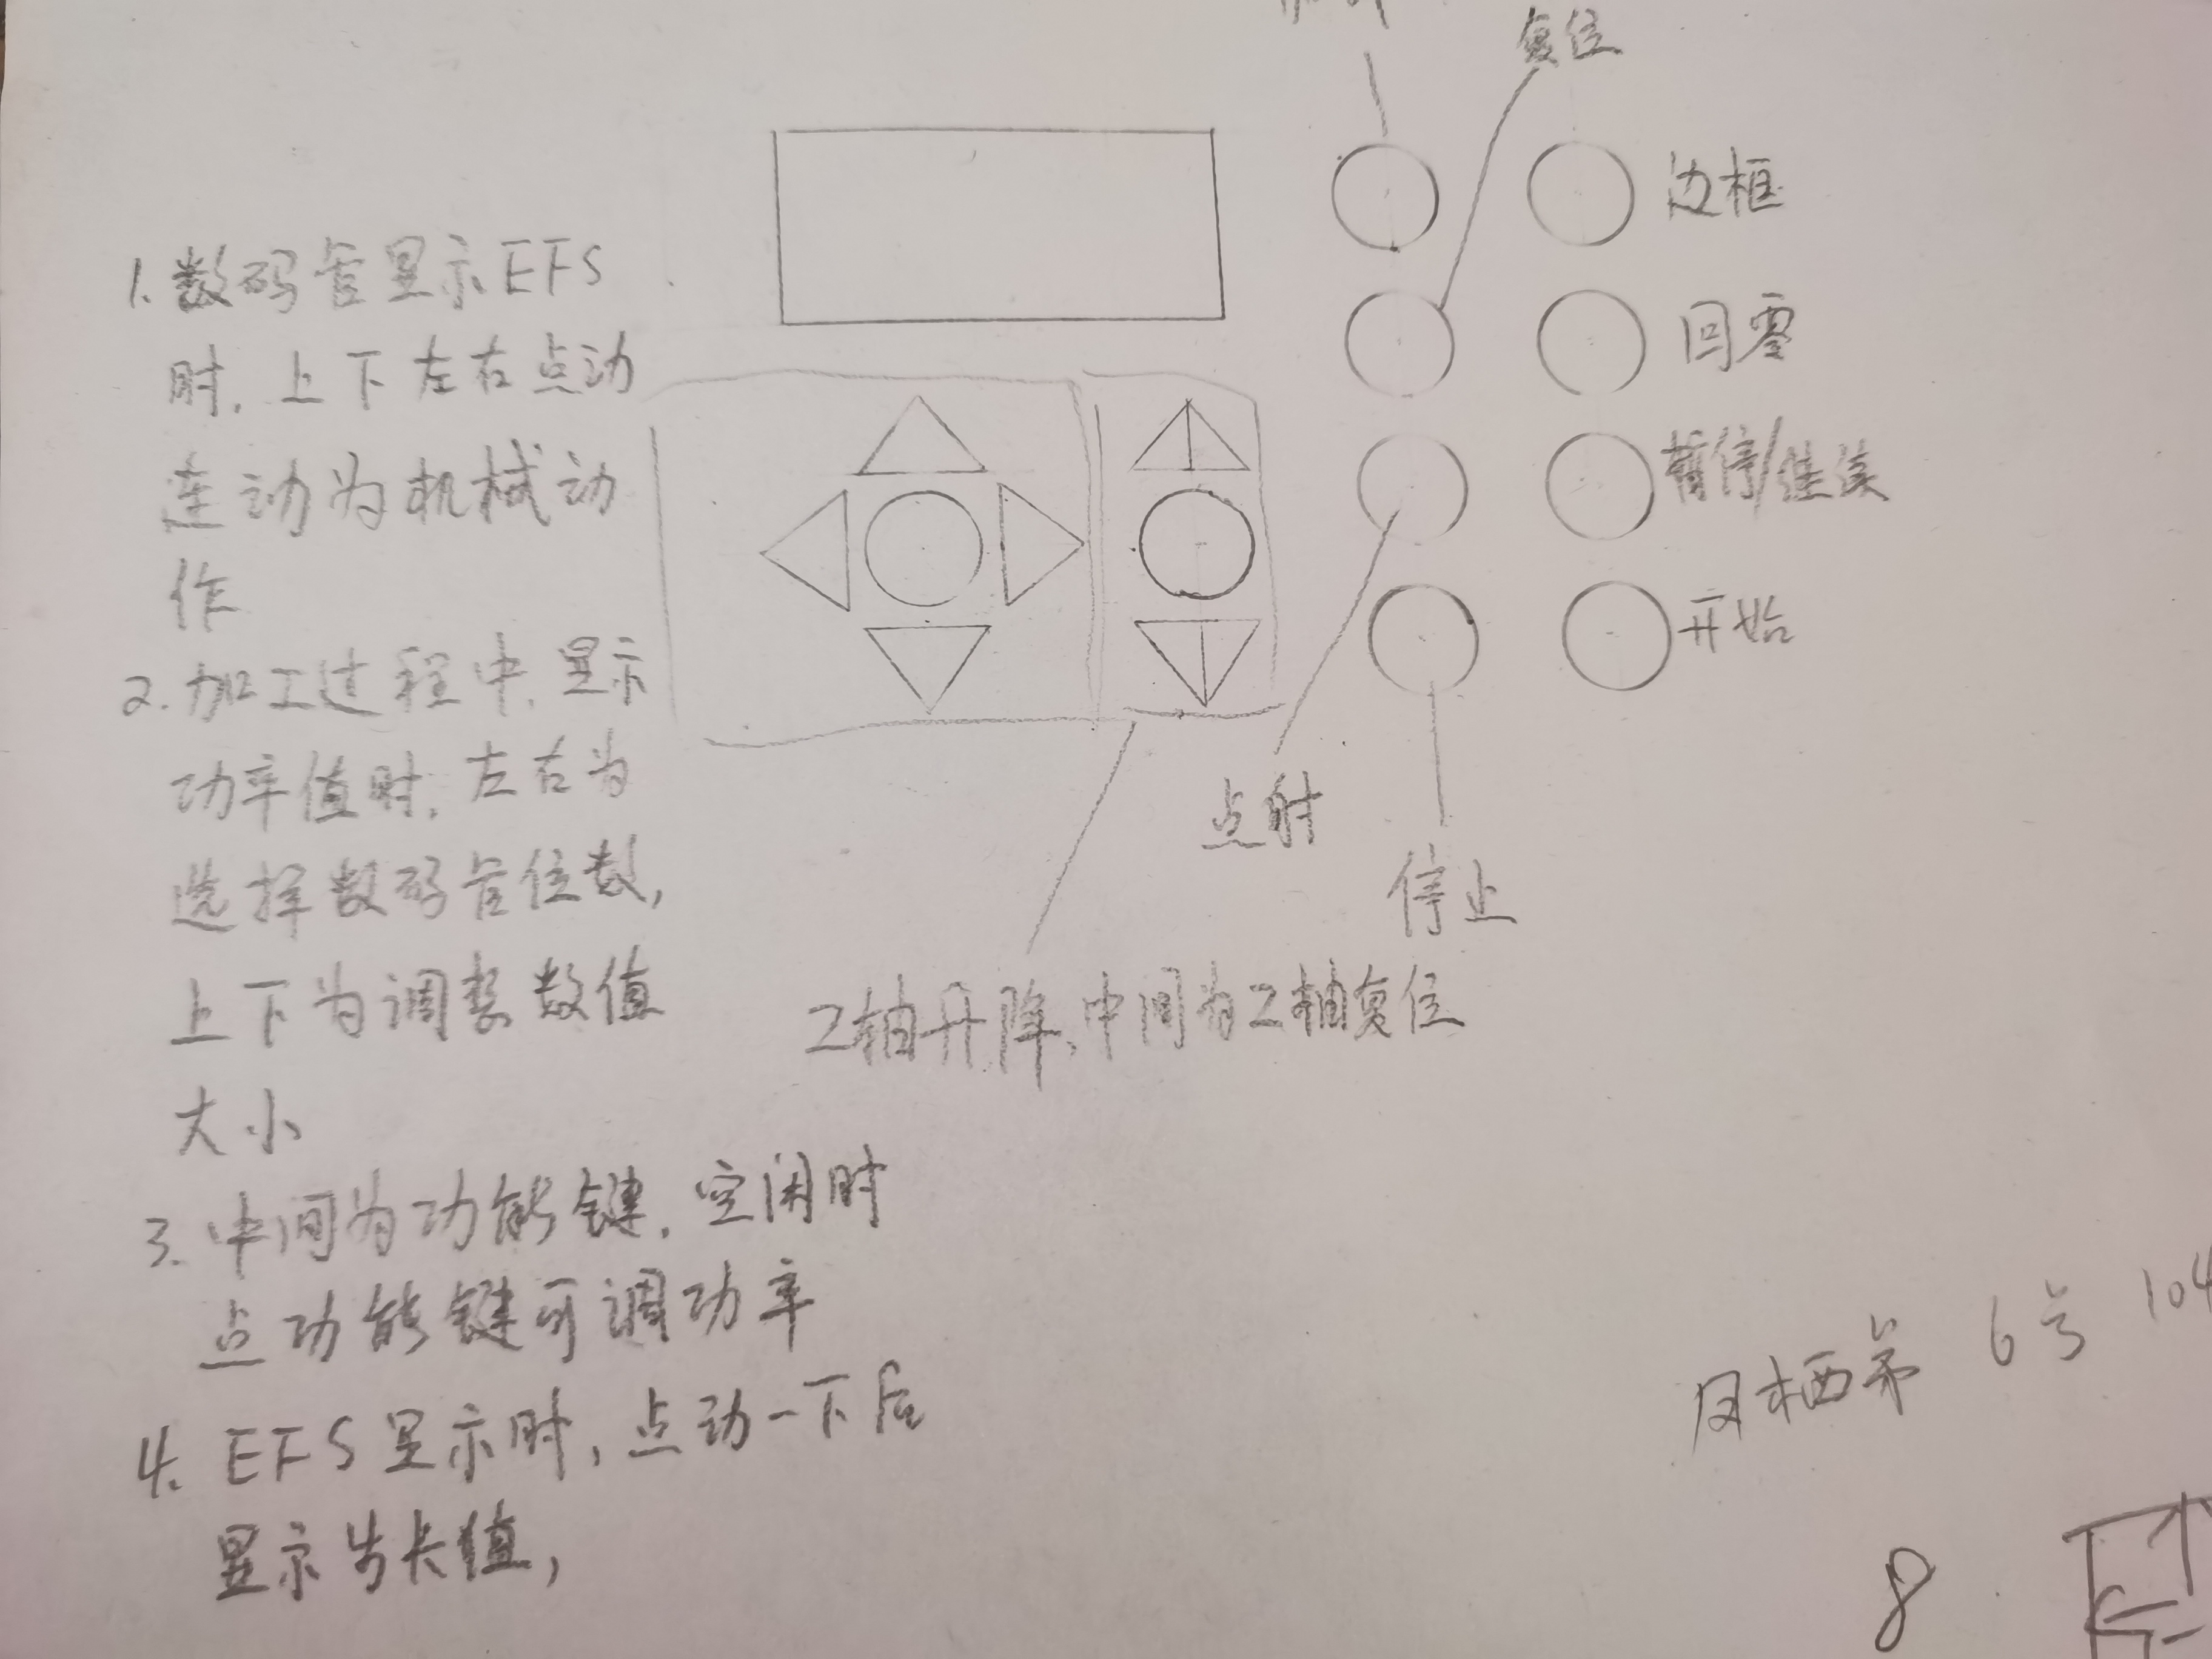 复位
边框
回零
暂停/继续
开始
点射
停止
Z轴升降、中间为Z轴复位
1. 数码管显示EFS
时, 上下左右点动
连动为机械动
作
2. 加工过程中, 显示
功率值时, 左右为
选择数码管位数,
上下为调整数值
大小
3. 中间为功能键, 空闲时
点功能键可调功率
4. EFS显示时, 点动一下后
显示步长值,
6号 104
8